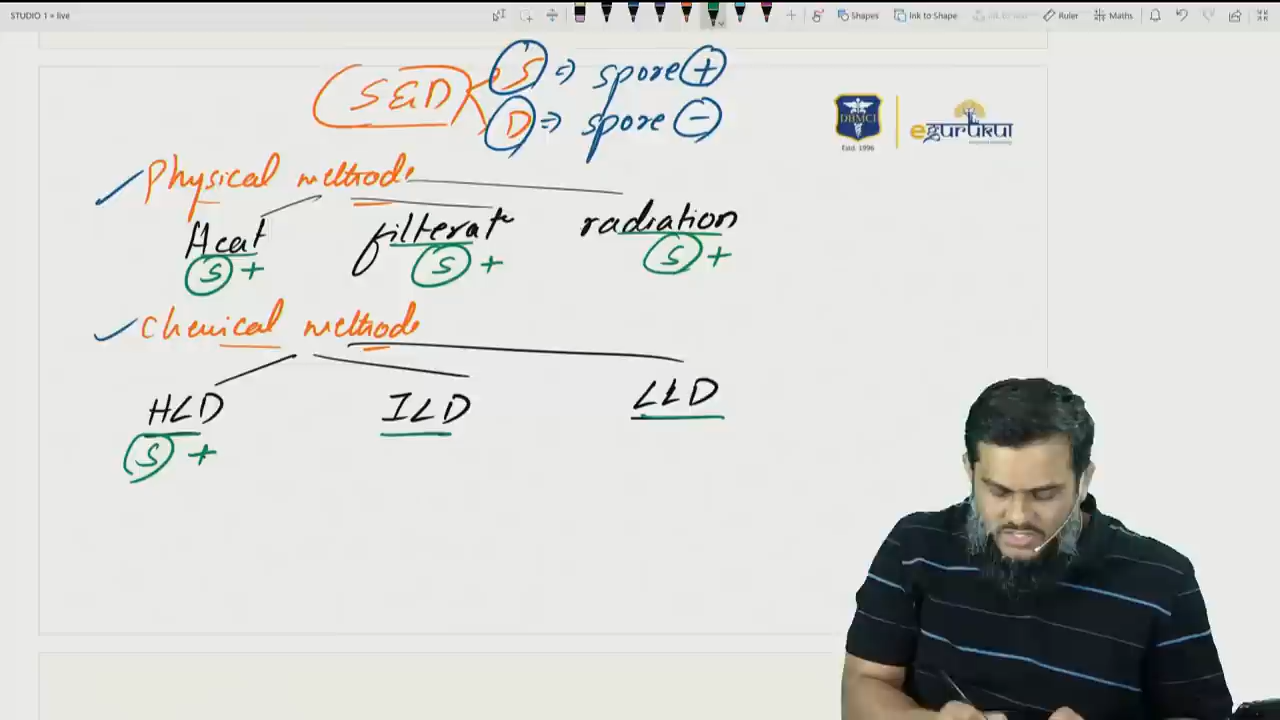 STUDIO 1 • live
Shapes Ink to Shape Ruler Maths
S&D S ⇒ spore +
D ⇒ spore -
DBMCI
Estd. 1996
egurukul
Physical methods
Heat filterat radiation
S + S + S +
Chemical methods
HLD ILD LLD
S +